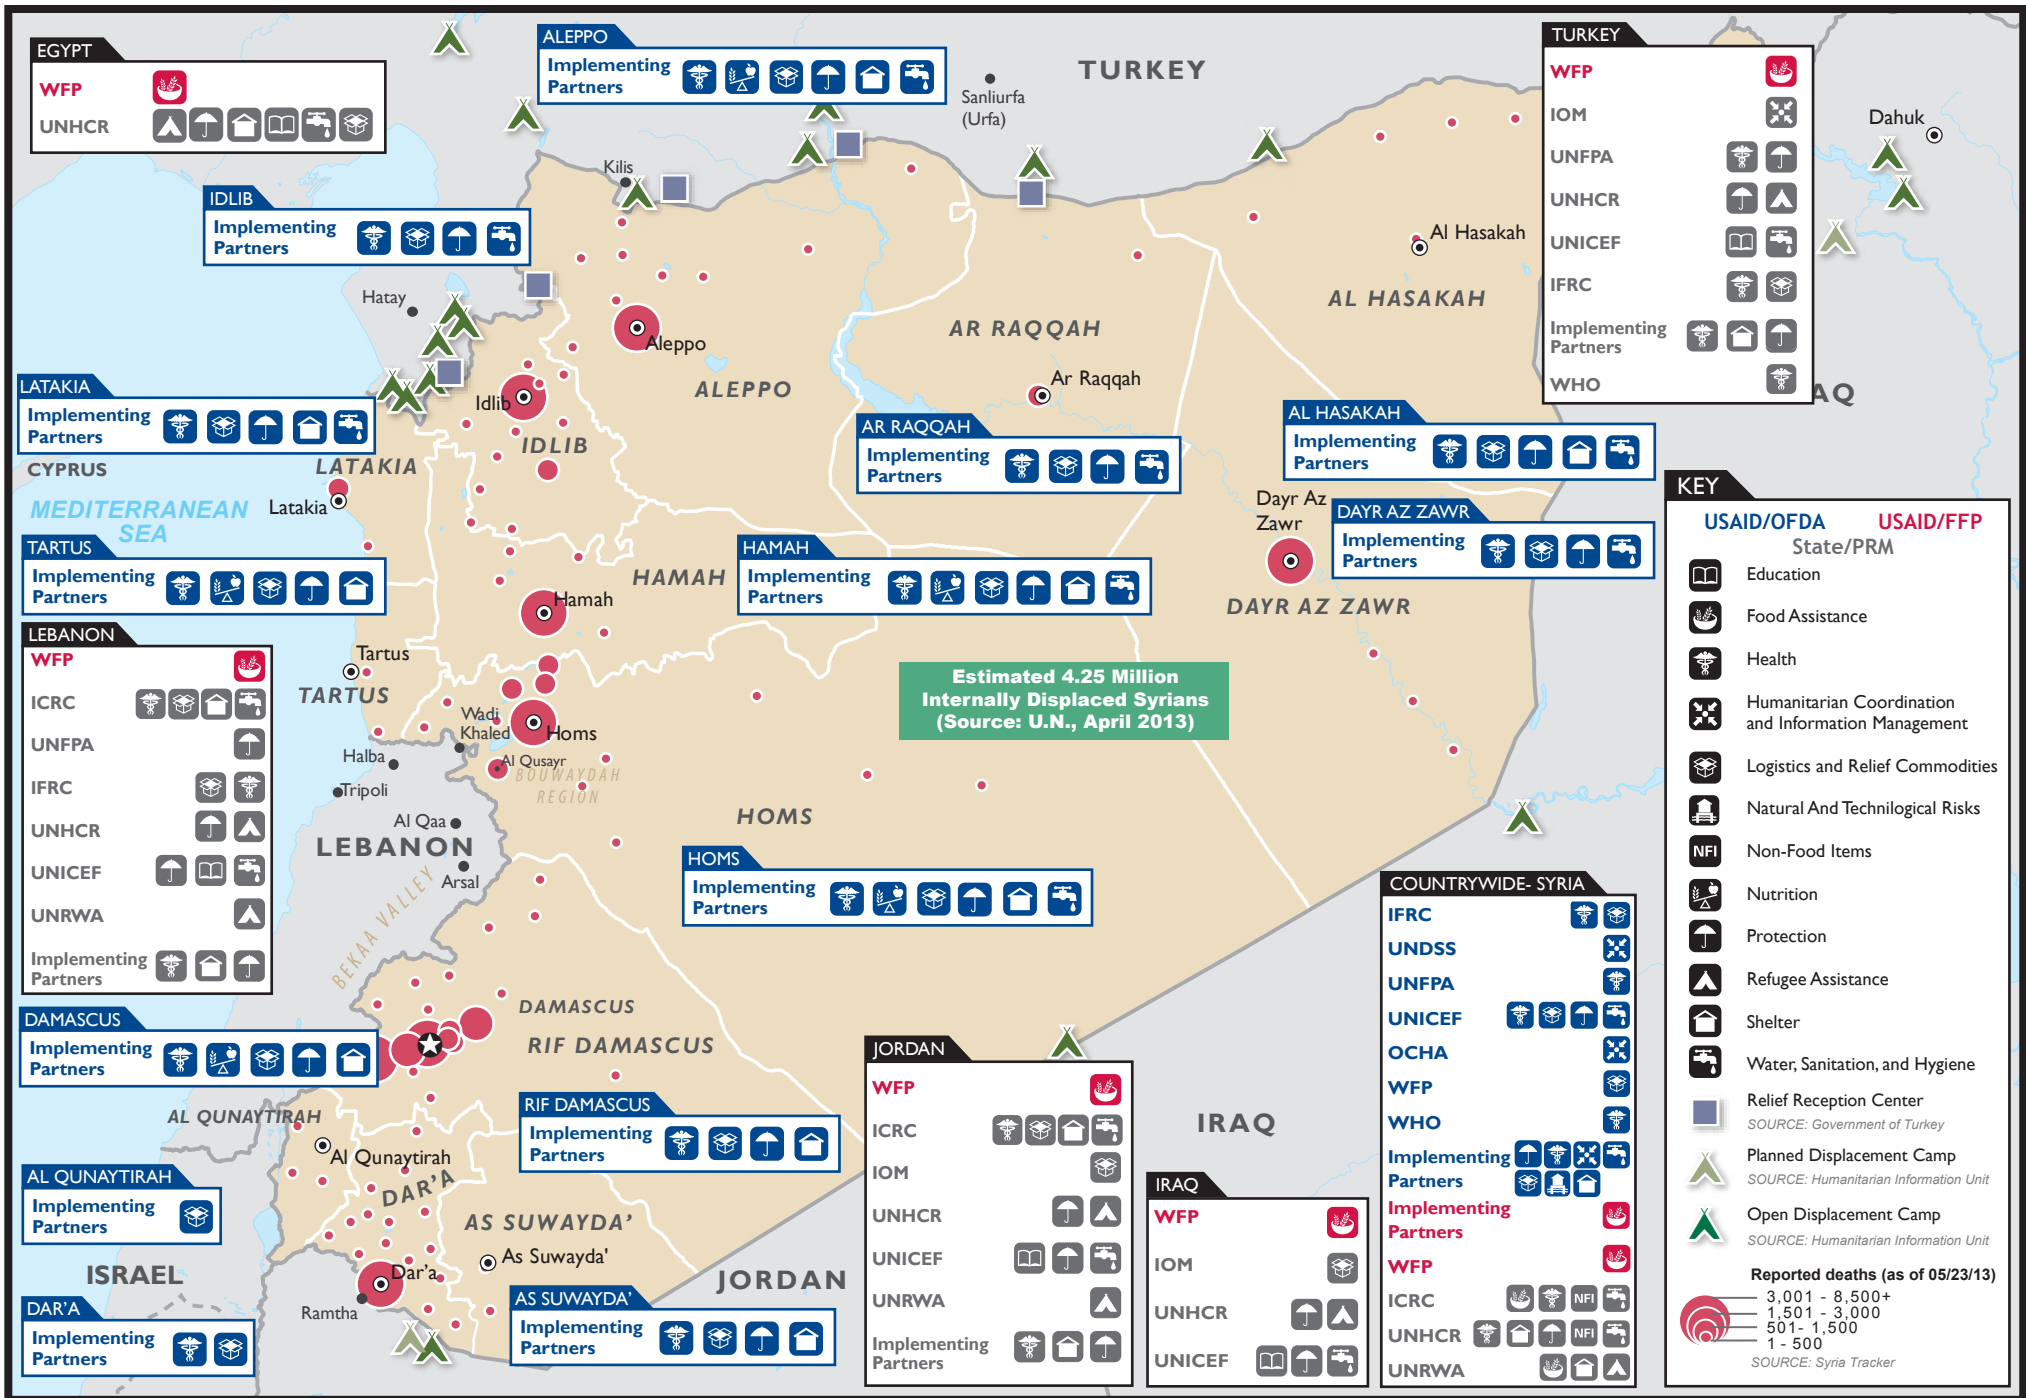 EGYPT
WFP
UNHCR
ALEPPO
Implementing
Partners
TURKEY
Sanliurfa
(Urfa)
TURKEY
WFP
IOM
UNFPA
UNHCR
UNICEF
IFRC
Implementing
Partners
WHO
Dahuk
Kilis
IDLIB
Implementing
Partners
Hatay
Al Hasakah
AL HASAKAH
AR RAQQAH
Aleppo
ALEPPO
Ar Raqqah
AQ
LATAKIA
Implementing
Partners
Idlib
IDLIB
AR RAQQAH
Implementing
Partners
AL HASAKAH
Implementing
Partners
CYPRUS
LATAKIA
MEDITERRANEAN
SEA
Latakia
Dayr Az
Zawr
DAYR AZ ZAWR
Implementing
Partners
DAYR AZ ZAWR
TARTUS
Implementing
Partners
HAMAH
HAMAH
Implementing
Partners
Hamah
LEBANON
WFP
ICRC
UNFPA
IFRC
UNHCR
UNICEF
UNRWA
Implementing
Partners
Tartus
TARTUS
Estimated 4.25 Million
Internally Displaced Syrians
(Source: U.N., April 2013)
Wadi
Khaled
Homs
Halba
Al Qusayr
BOUWAYDAH
REGION
Tripoli
Al Qaa
LEBANON
HOMS
Arsal
BEKAA VALLEY
HOMS
Implementing
Partners
DAMASCUS
Implementing
Partners
DAMASCUS
RIF DAMASCUS
RIF DAMASCUS
Implementing
Partners
AL QUNAYTIRAH
Al Qunaytirah
AL QUNAYTIRAH
Implementing
Partners
DAR'A
AS SUWAYDA'
As Suwayda'
ISRAEL
Dar'a
Ramtha
JORDAN
DAR'A
Implementing
Partners
AS SUWAYDA'
Implementing
Partners
JORDAN
WFP
ICRC
IOM
UNHCR
UNICEF
UNRWA
Implementing
Partners
IRAQ
IRAQ
WFP
IOM
UNHCR
UNICEF
COUNTRYWIDE- SYRIA
IFRC
UNDSS
UNFPA
UNICEF
OCHA
WFP
WHO
Implementing
Partners
Implementing
Partners
WFP
ICRC
NFI
UNHCR
NFI
UNRWA
KEY
USAID/OFDA USAID/FFP
State/PRM
Education
Food Assistance
Health
Humanitarian Coordination
and Information Management
Logistics and Relief Commodities
Natural And Technilogical Risks
NFI Non-Food Items
Nutrition
Protection
Refugee Assistance
Shelter
Water, Sanitation, and Hygiene
Relief Reception Center
SOURCE: Government of Turkey
Planned Displacement Camp
SOURCE: Humanitarian Information Unit
Open Displacement Camp
SOURCE: Humanitarian Information Unit
Reported deaths (as of 05/23/13)
3,001 - 8,500+
1,501 - 3,000
501- 1,500
1 - 500
SOURCE: Syria Tracker